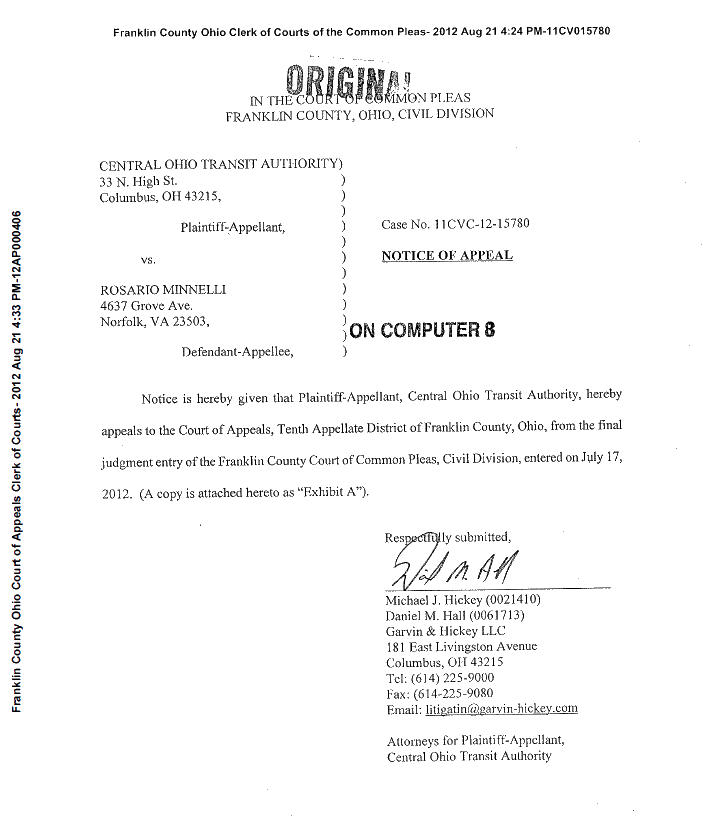 Franklin County Ohio Clerk of Courts of the Common Pleas- 2012 Aug 21 4:24 PM-11CV015780
ORIGINAL
IN THE COURT OF COMMON PLEAS
FRANKLIN COUNTY, OHIO, CIVIL DIVISION
CENTRAL OHIO TRANSIT AUTHORITY)
33 N. High St. )
Columbus, OH 43215, )
)
Plaintiff-Appellant, ) Case No. 11CVC-12-15780
)
vs. ) NOTICE OF APPEAL
)
ROSARIO MINNELLI )
4637 Grove Ave. )
Norfolk, VA 23503, )
) ON COMPUTER 8
Defendant-Appellee, )
Notice is hereby given that Plaintiff-Appellant, Central Ohio Transit Authority, hereby
appeals to the Court of Appeals, Tenth Appellate District of Franklin County, Ohio, from the final
judgment entry of the Franklin County Court of Common Pleas, Civil Division, entered on July 17,
2012. (A copy is attached hereto as “Exhibit A”).
Respectfully submitted,
Michael J. Hickey (0021410)
Daniel M. Hall (0061713)
Garvin & Hickey LLC
181 East Livingston Avenue
Columbus, OH 43215
Tel: (614) 225-9000
Fax: (614-225-9080
Email: litigatin@garvin-hickey.com
Attorneys for Plaintiff-Appellant,
Central Ohio Transit Authority
Franklin County Ohio Court of Appeals Clerk of Courts- 2012 Aug 21 4:33 PM-12AP000406